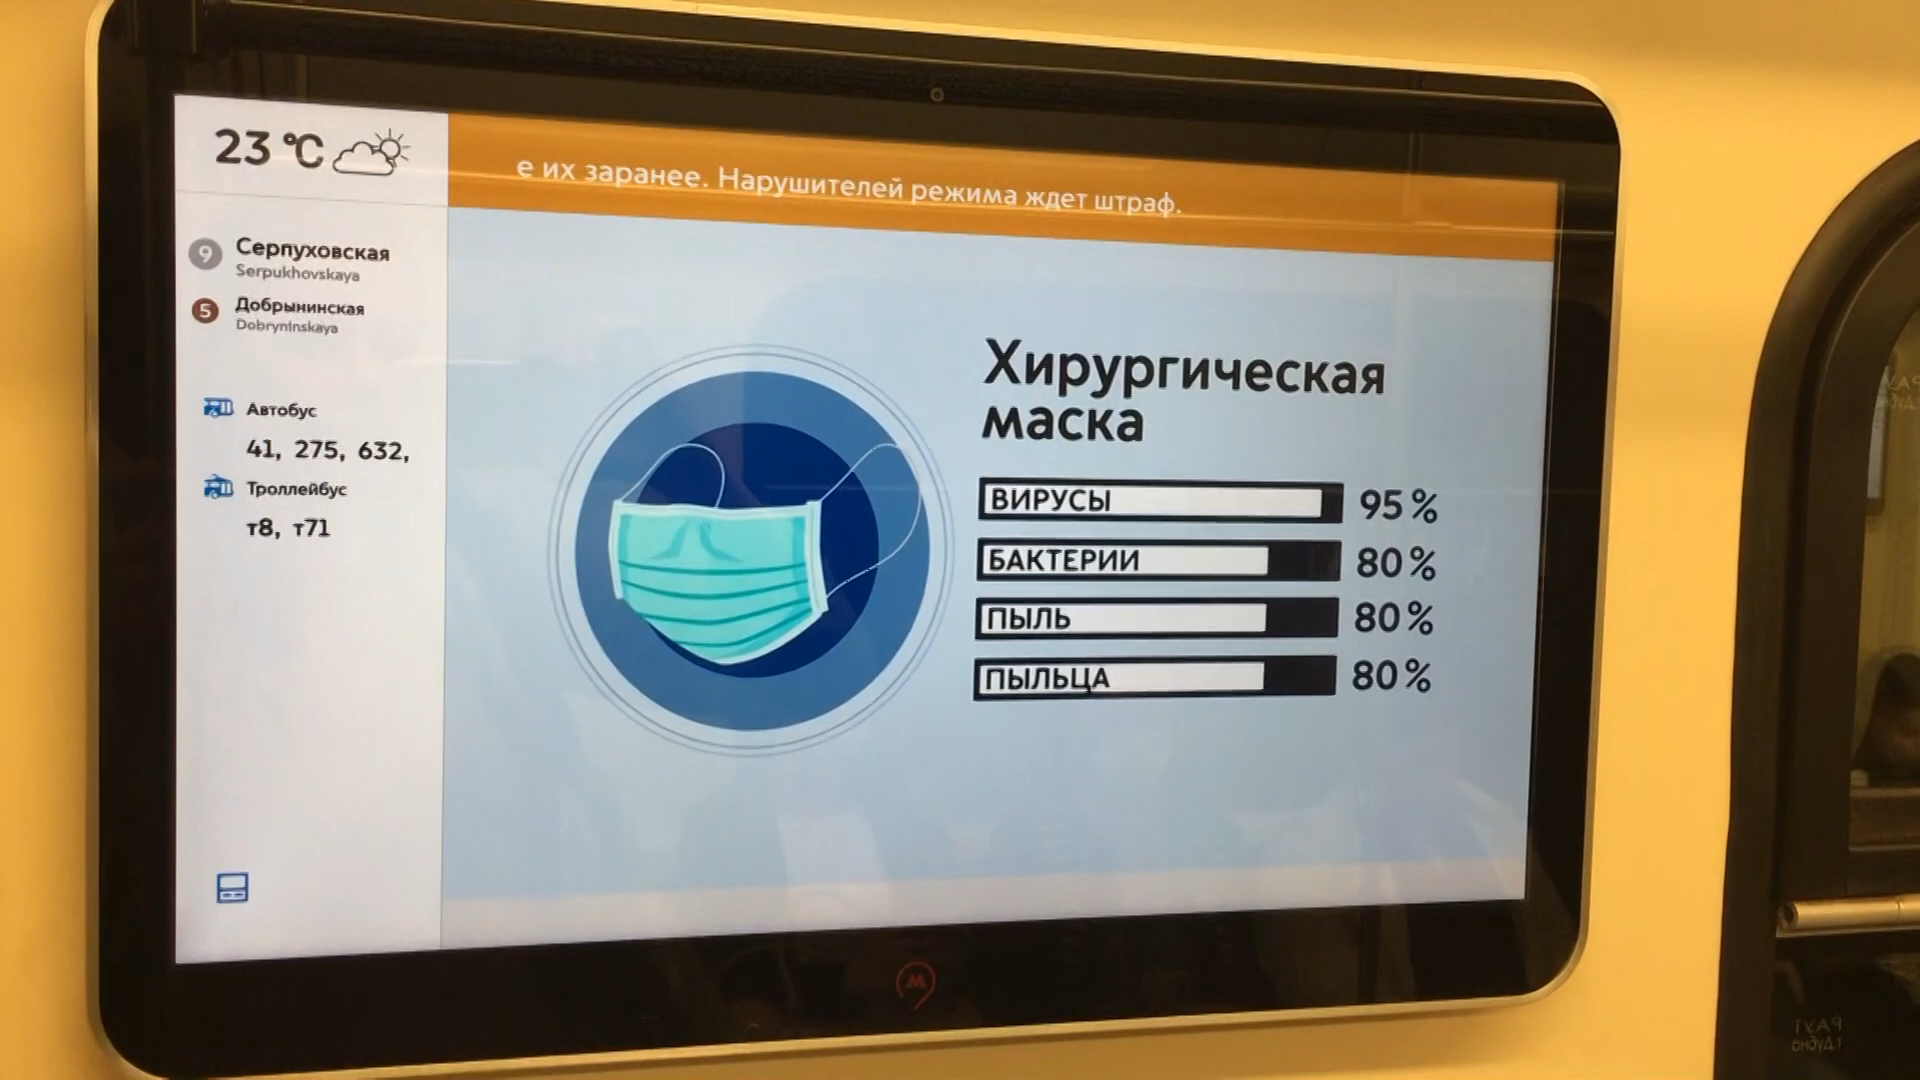 23 °C
е их заранее. Нарушителей режима ждет штраф.
9 Серпуховская
Serpukhovskaya
5 Добрынинская
Dobryninskaya
Автобус
41, 275, 632,
Троллейбус
т8, т71
Хирургическая
маска
ВИРУСЫ 95%
БАКТЕРИИ 80%
ПЫЛЬ 80%
ПЫЛЬЦА 80%